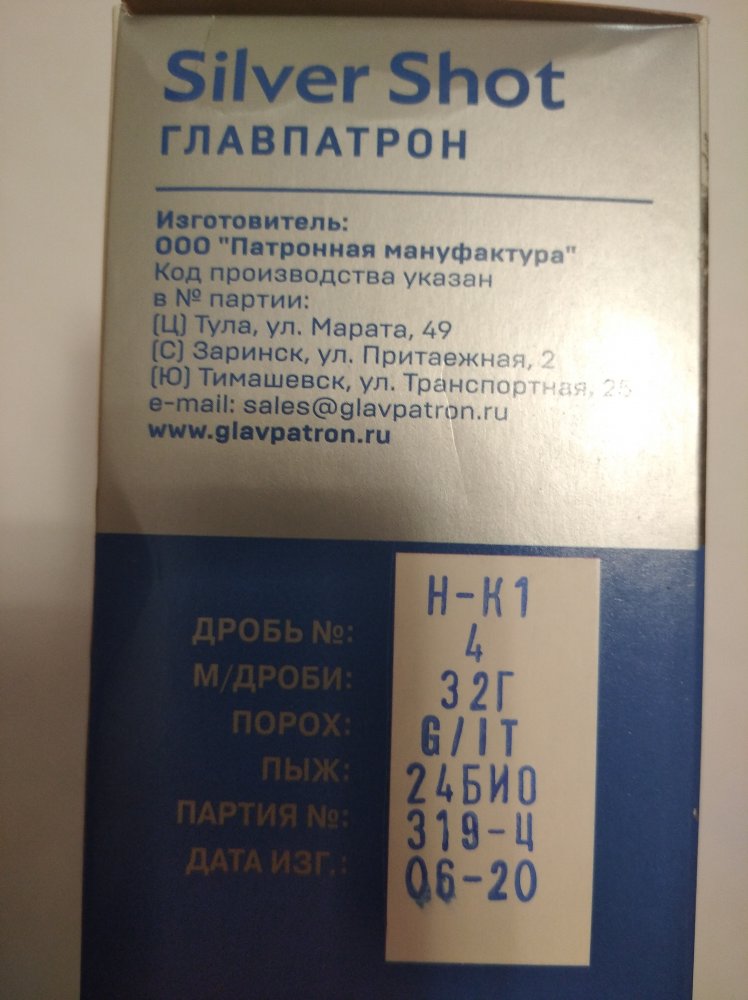 Silver Shot
ГЛАВПАТРОН
Изготовитель:
ООО "Патронная мануфактура"
Код производства указан
в № партии:
(Ц) Тула, ул. Марата, 49
(С) Заринск, ул. Притаежная, 2
(Ю) Тимашевск, ул. Транспортная, 25
e-mail: sales@glavpatron.ru
www.glavpatron.ru
Н-К1
ДРОБЬ №: 4
М/ДРОБИ: 32Г
ПОРОХ: G/IT
ПЫЖ: 24БИО
ПАРТИЯ №: 319-Ц
ДАТА ИЗГ.: 06-20